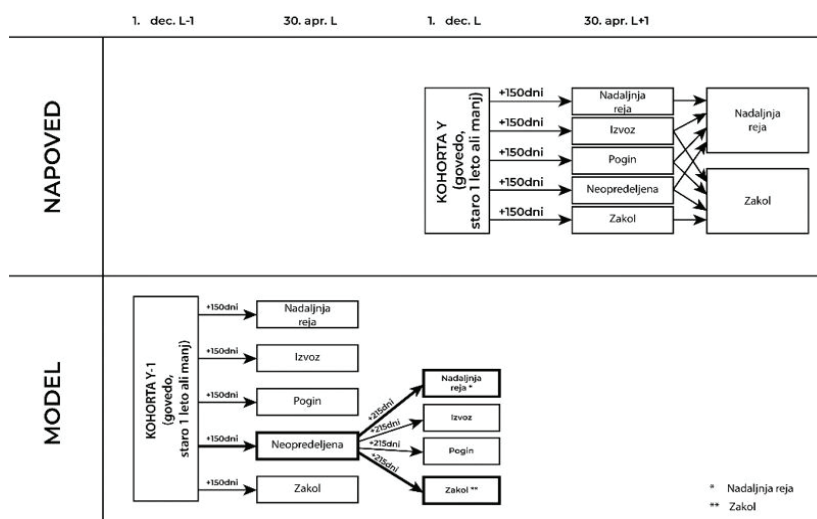 1. dec. L-1
30. apr. L
1. dec. L
30. apr. L+1
NAPOVED
KOHORTA Y
(govedo,
staro 1 leto ali manj)
+150dni
+150dni
+150dni
+150dni
+150dni
Nadaljnja
reja
Izvoz
Pogin
Neopredeljena
Zakol
Nadaljnja
reja
Zakol
MODEL
KOHORTA Y-1
(govedo,
staro 1 leto ali manj)
+150dni
+150dni
+150dni
+150dni
+150dni
Nadaljnja
reja
Izvoz
Pogin
Neopredeljena
Zakol
+215dni
+215dni
+215dni
+215dni
Nadaljnja
reja *
Izvoz
Pogin
Zakol **
* Nadaljnja reja
** Zakol